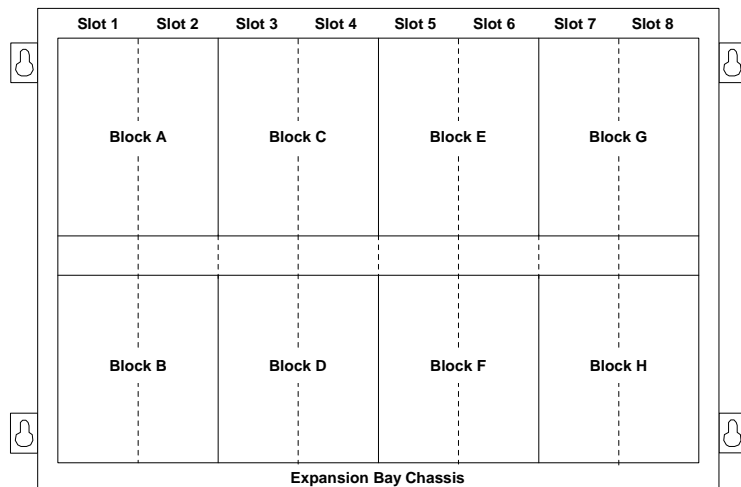 Slot 1 Slot 2 Slot 3 Slot 4 Slot 5 Slot 6 Slot 7 Slot 8
Block A Block C Block E Block G
Block B Block D Block F Block H
Expansion Bay Chassis